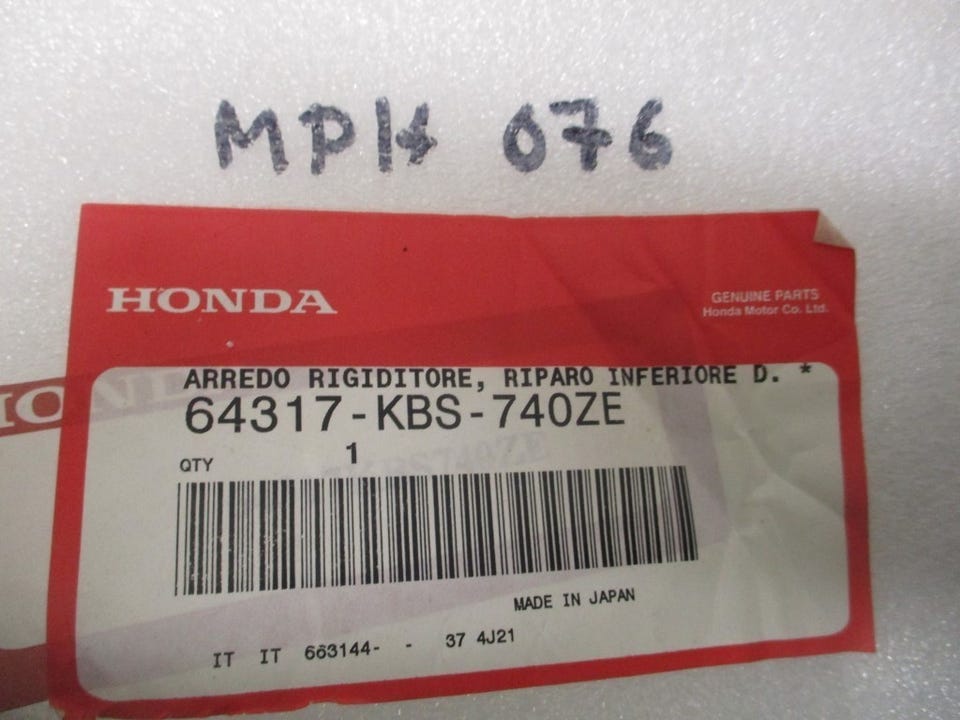 MPH 076
HONDA
GENUINE PARTS
Honda Motor Co. Ltd.
ARREDO RIGIDITORE, RIPARO INFERIORE D. *
64317-KBS-740ZE
QTY 1
MADE IN JAPAN
IT IT 663144- - 37 4J21